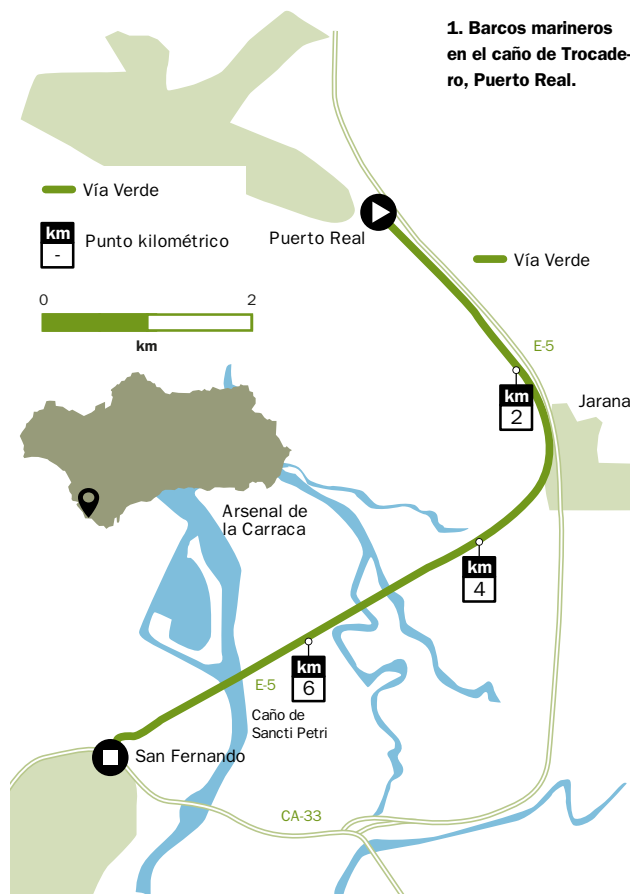 1. Barcos marineros
en el caño de Trocade-
ro, Puerto Real.
Vía Verde
km
-
Punto kilométrico
Puerto Real
Vía Verde
0 2
km
E-5
km
2
Jarana
Arsenal de
la Carraca
km
4
km
6
E-5
Caño de
Sancti Petri
San Fernando
CA-33